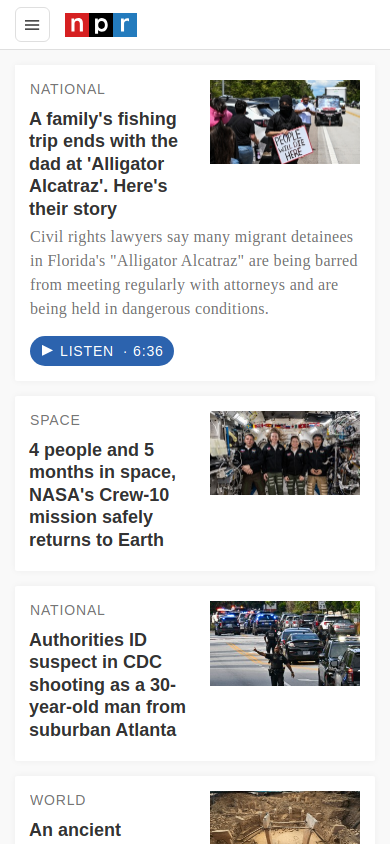 npr
NATIONAL
A family's fishing
trip ends with the
dad at 'Alligator
Alcatraz'. Here's
their story
PEOPLE
WILL DIE
HERE
Civil rights lawyers say many migrant detainees
in Florida's "Alligator Alcatraz" are being barred
from meeting regularly with attorneys and are
being held in dangerous conditions.
LISTEN · 6:36
SPACE
4 people and 5
months in space,
NASA's Crew-10
mission safely
returns to Earth
NATIONAL
Authorities ID
suspect in CDC
shooting as a 30-
year-old man from
suburban Atlanta
WORLD
An ancient